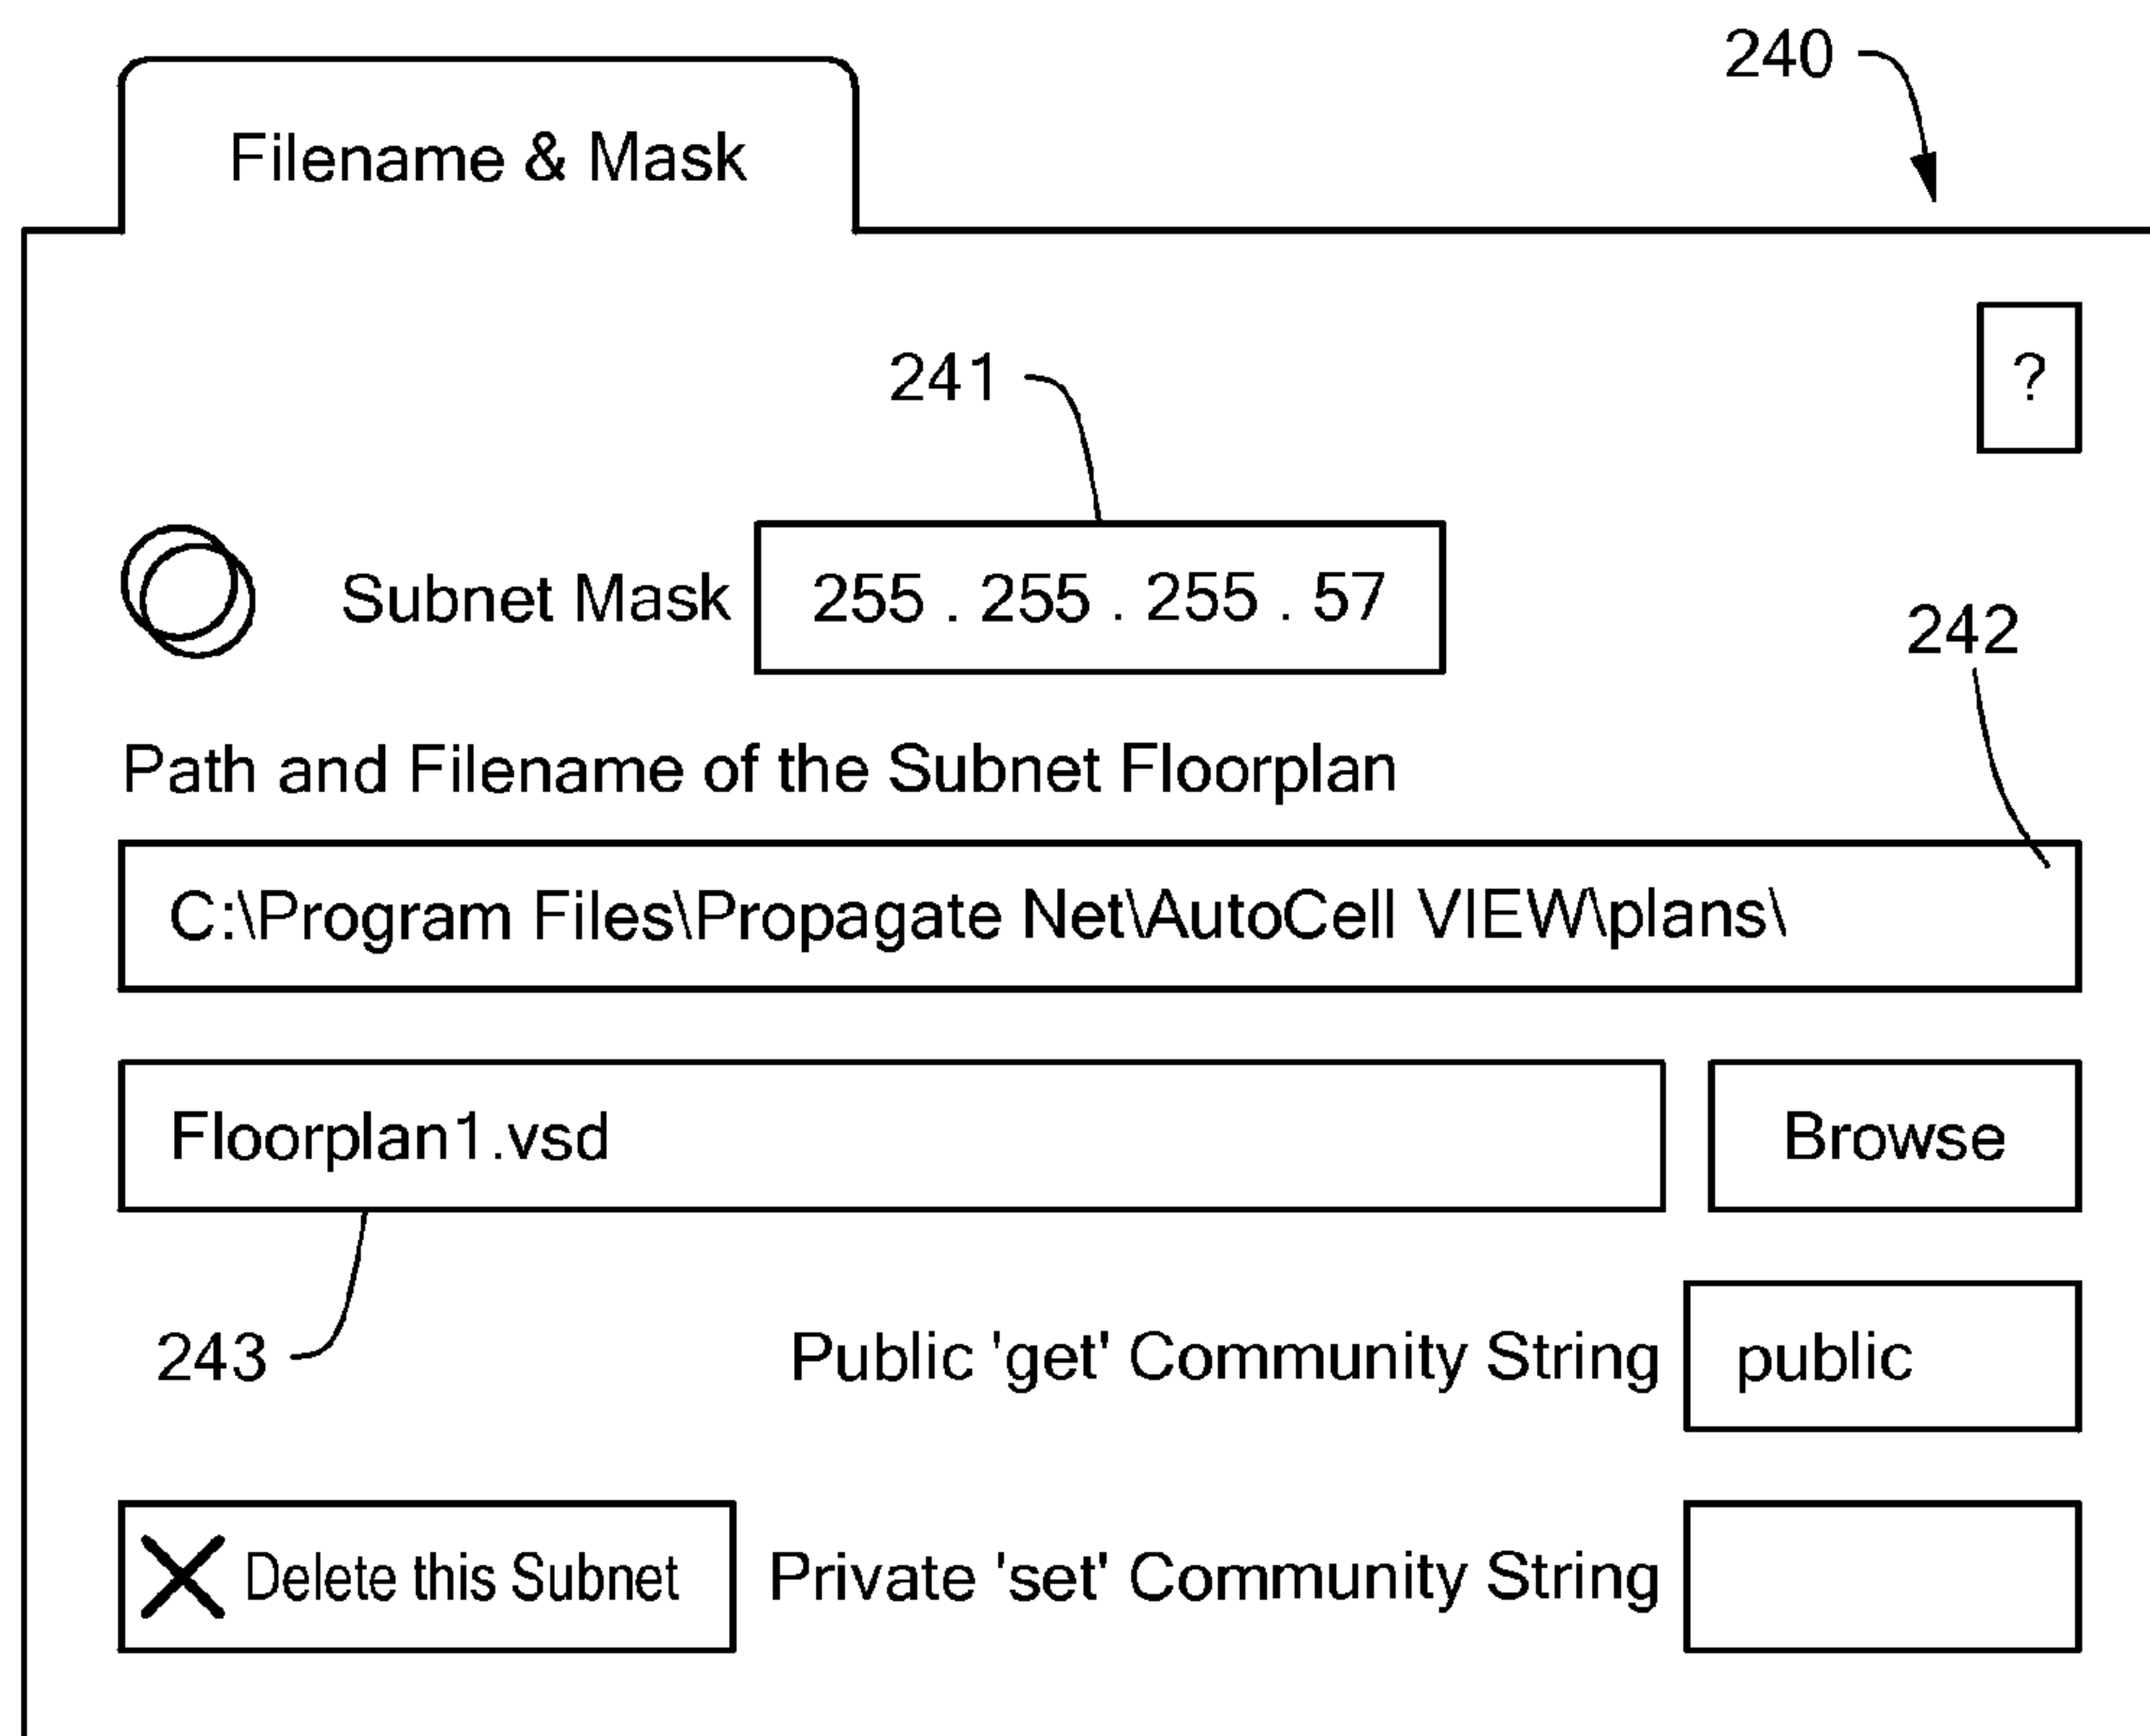 240
Filename & Mask
?
241
Subnet Mask 255 . 255 . 255 . 57
242
Path and Filename of the Subnet Floorplan
C:\Program Files\Propagate Net\AutoCell VIEW\plans\
Floorplan1.vsd Browse
243 Public 'get' Community String public
Delete this Subnet Private 'set' Community String